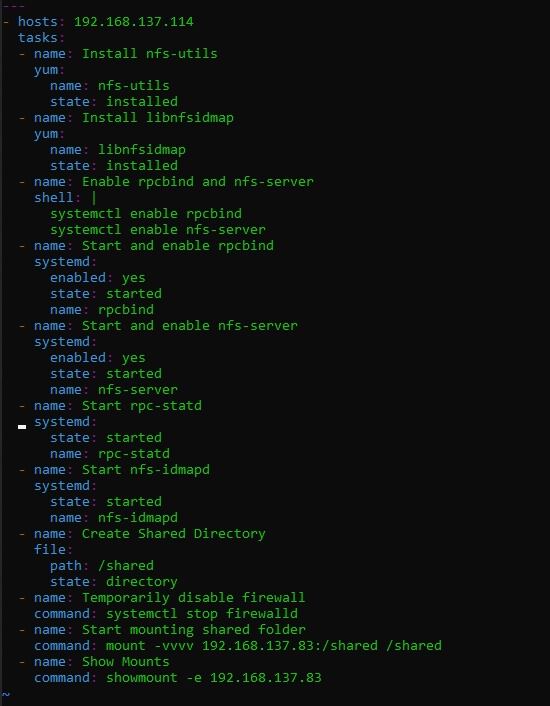 ---
- hosts: 192.168.137.114
  tasks:
  - name: Install nfs-utils
    yum:
      name: nfs-utils
      state: installed
  - name: Install libnfsidmap
    yum:
      name: libnfsidmap
      state: installed
  - name: Enable rpcbind and nfs-server
    shell: |
      systemctl enable rpcbind
      systemctl enable nfs-server
  - name: Start and enable rpcbind
    systemd:
      enabled: yes
      state: started
      name: rpcbind
  - name: Start and enable nfs-server
    systemd:
      enabled: yes
      state: started
      name: nfs-server
  - name: Start rpc-statd
    systemd:
      state: started
      name: rpc-statd
  - name: Start nfs-idmapd
    systemd:
      state: started
      name: nfs-idmapd
  - name: Create Shared Directory
    file:
      path: /shared
      state: directory
  - name: Temporarily disable firewall
    command: systemctl stop firewalld
  - name: Start mounting shared folder
    command: mount -vvvv 192.168.137.83:/shared /shared
  - name: Show Mounts
    command: showmount -e 192.168.137.83
~